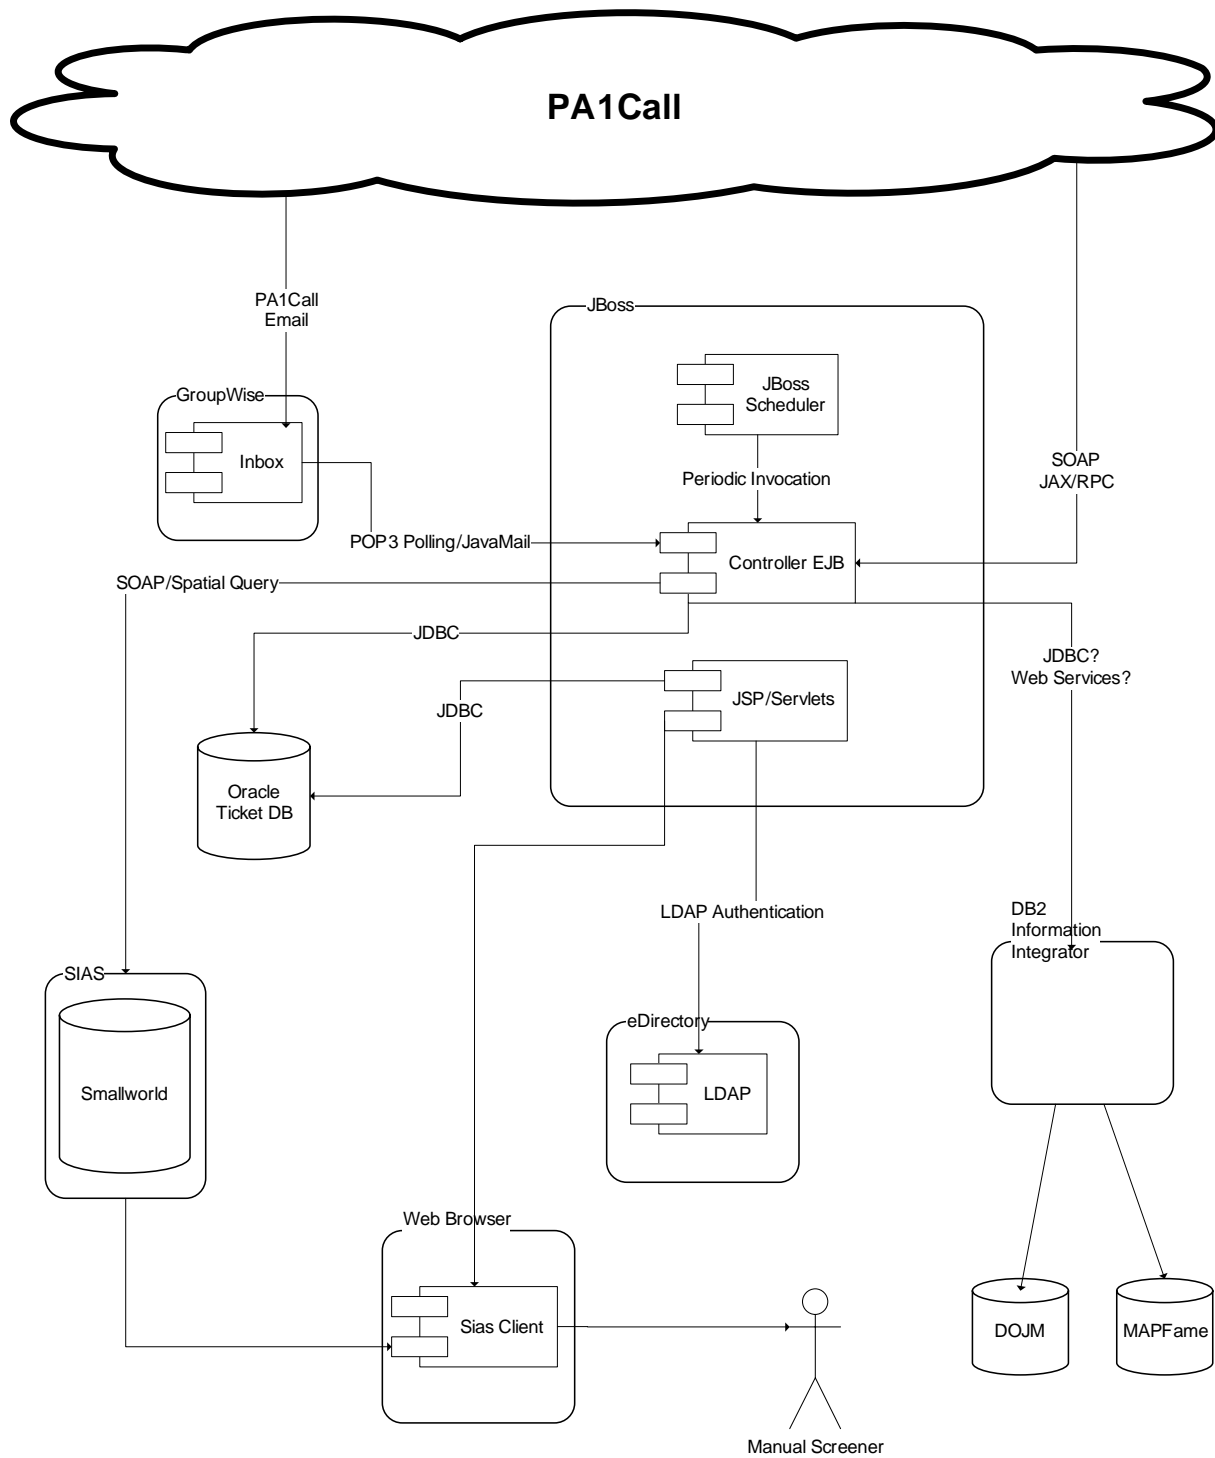 PA1Call
PA1Call
Email
JBoss
GroupWise
JBoss
Scheduler
Inbox
SOAP
JAX/RPC
Periodic Invocation
POP3 Polling/JavaMail
Controller EJB
SOAP/Spatial Query
JDBC
JDBC?
Web Services?
JSP/Servlets
JDBC
Oracle
Ticket DB
LDAP Authentication
DB2
Information
Integrator
SIAS
eDirectory
Smallworld
LDAP
Web Browser
Sias Client
DOJM
MAPFame
Manual Screener